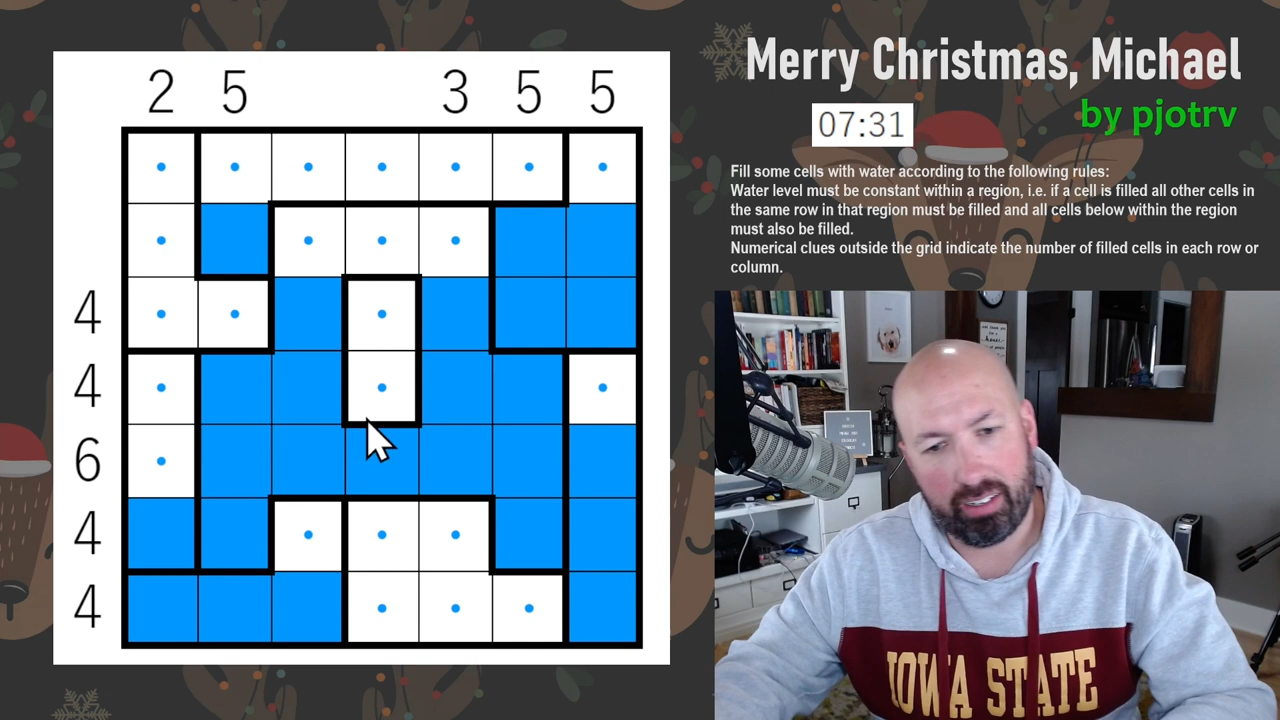 Merry Christmas, Michael
by pjotrv
07:31
Fill some cells with water according to the following rules:
Water level must be constant within a region, i.e. if a cell is filled all other cells in
the same row in that region must be filled and all cells below within the region
must also be filled.
Numerical clues outside the grid indicate the number of filled cells in each row or
column.
2 5 3 5 5
4
4
6
4
4
IOWA STATE